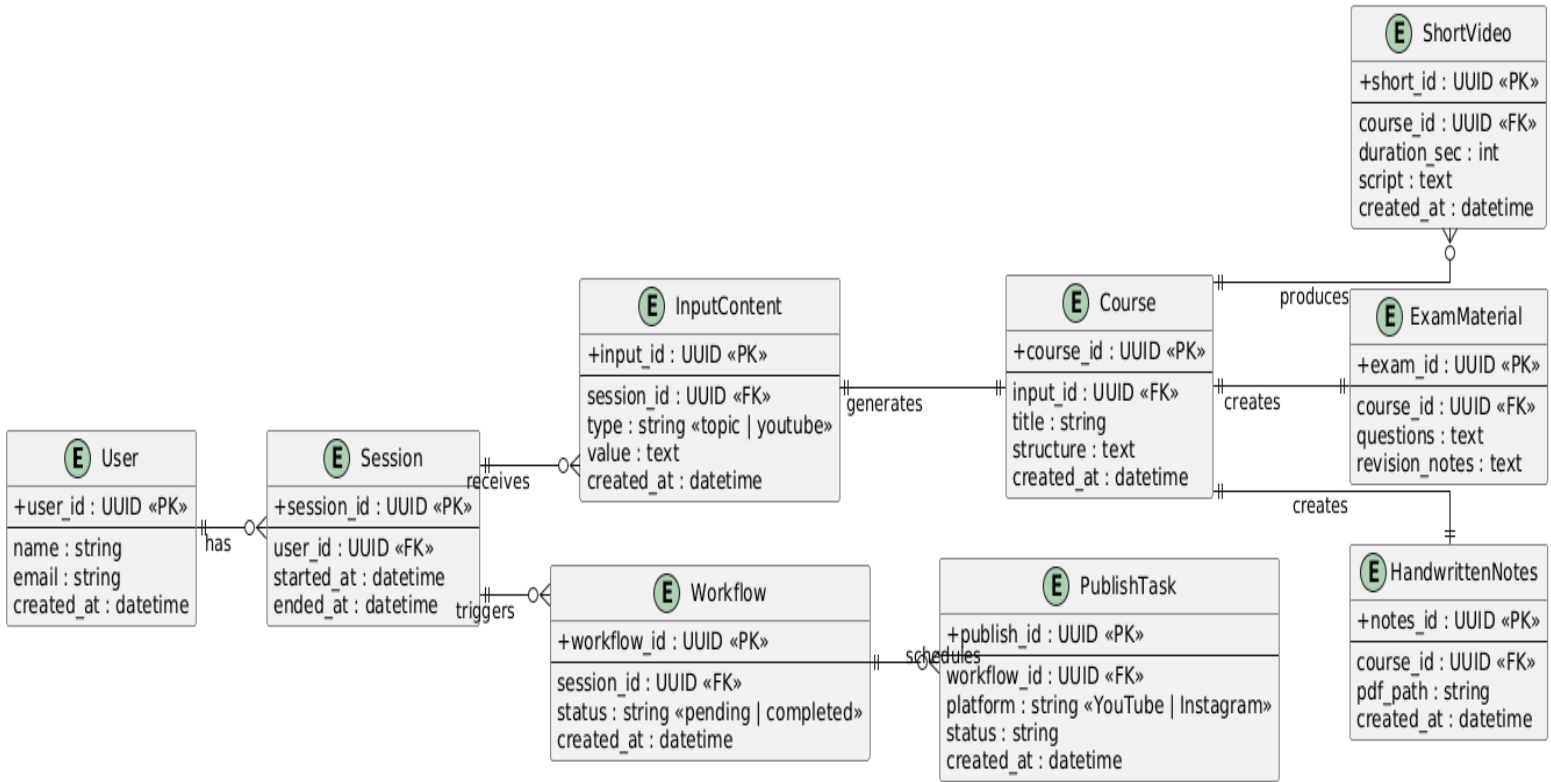 E ShortVideo
+short_id : UUID «PK»
course_id : UUID «FK»
duration_sec : int
script : text
created_at : datetime
produces
E InputContent
+input_id : UUID «PK»
session_id : UUID «FK»
type : string «topic | youtube»
value : text
created_at : datetime
generates
E Course
+course_id : UUID «PK»
input_id : UUID «FK»
title : string
structure : text
created_at : datetime
creates
E ExamMaterial
+exam_id : UUID «PK»
course_id : UUID «FK»
questions : text
revision_notes : text
creates
E User
+user_id : UUID «PK»
name : string
email : string
created_at : datetime
has
E Session
+session_id : UUID «PK»
user_id : UUID «FK»
started_at : datetime
ended_at : datetime
receives
triggers
E Workflow
+workflow_id : UUID «PK»
session_id : UUID «FK»
status : string «pending | completed»
created_at : datetime
schedules
E PublishTask
+publish_id : UUID «PK»
workflow_id : UUID «FK»
platform : string «YouTube | Instagram»
status : string
created_at : datetime
E HandwrittenNotes
+notes_id : UUID «PK»
course_id : UUID «FK»
pdf_path : string
created_at : datetime